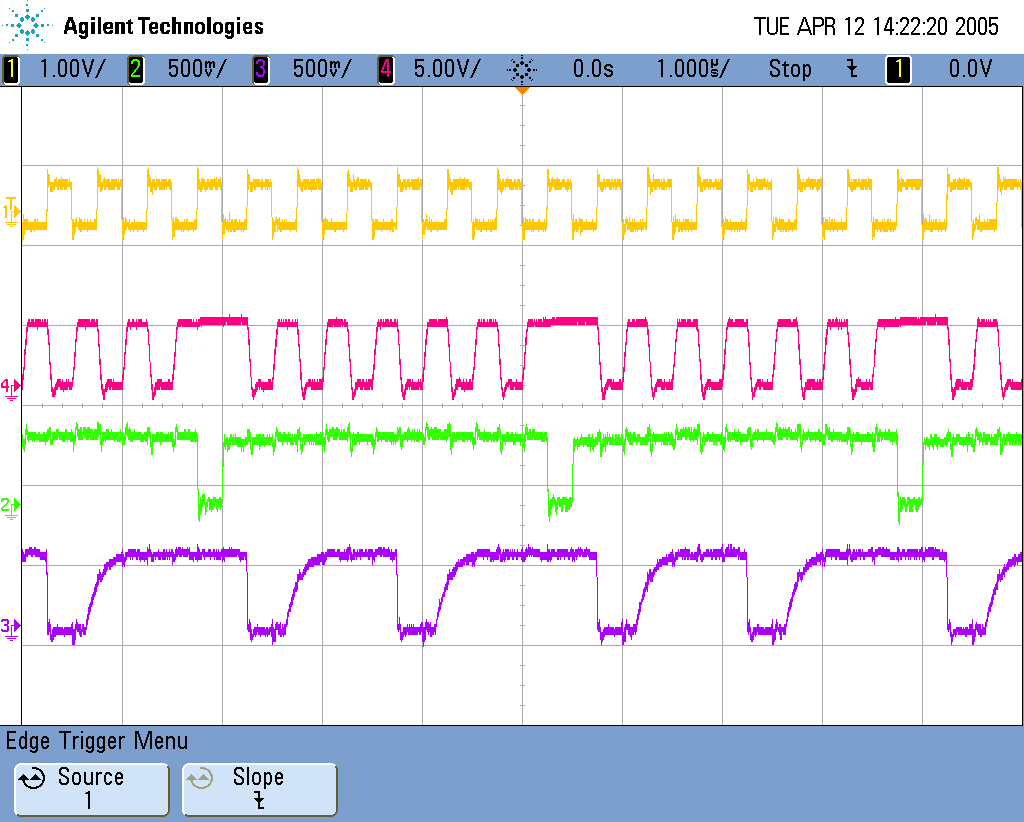 Agilent Technologies TUE APR 12 14:22:20 2005
1 1.00V/ 2 500mV/ 3 500mV/ 4 5.00V/ 0.0s 1.000µs/ Stop 1 0.0V
T
1
4
2
3
Edge Trigger Menu
Source Slope
1